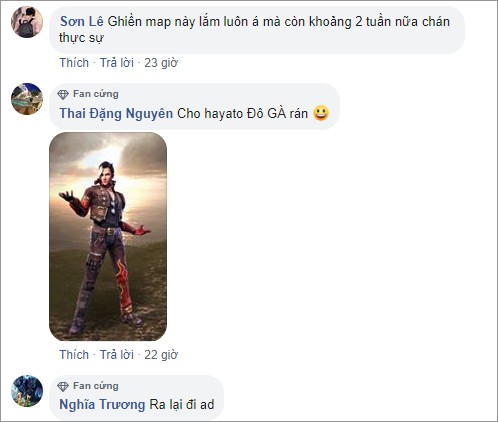 Sơn Lê Ghiền map này lắm luôn á mà còn khoảng 2 tuần nữa chán
thực sự
Thích · Trả lời · 23 giờ
Fan cứng
Thai Đặng Nguyên Cho hayato Đô GÀ rán 😀
Thích · Trả lời · 22 giờ
Fan cứng
Nghĩa Trương Ra lại đi ad